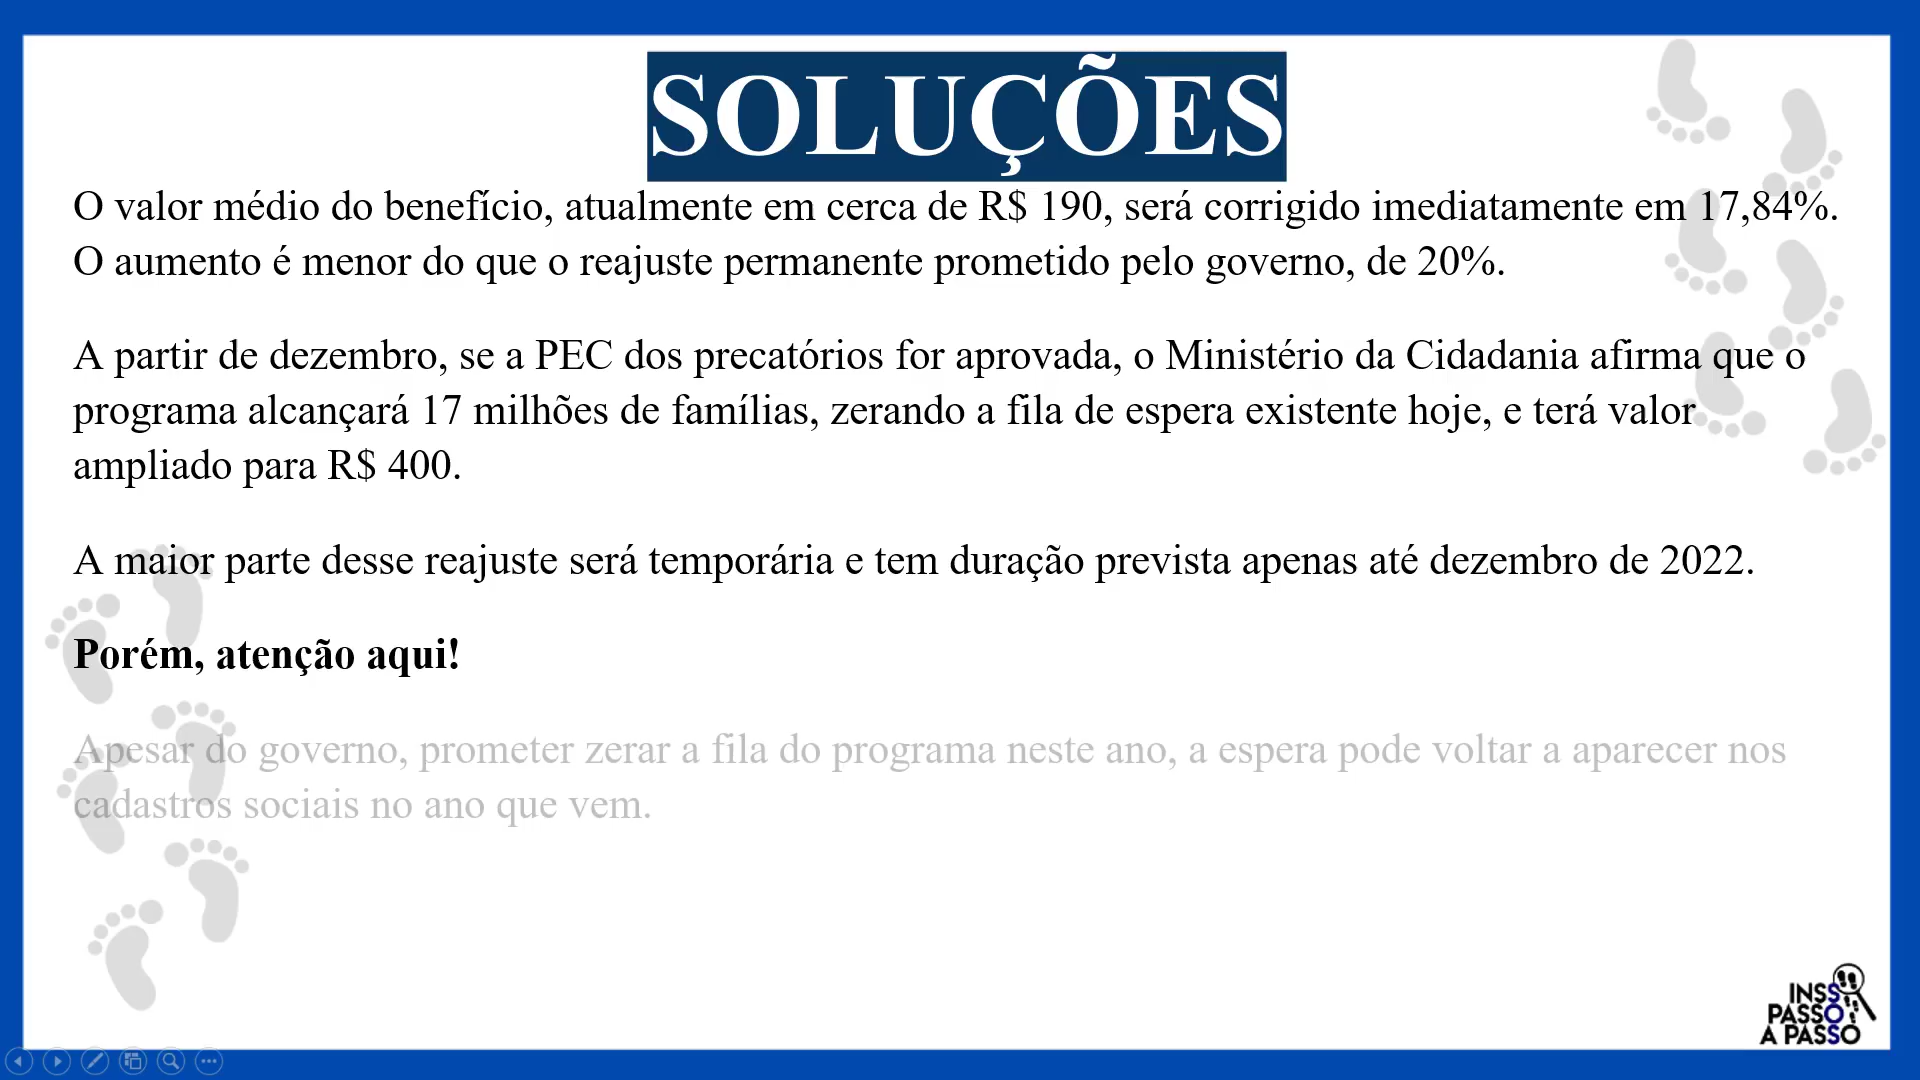 SOLUÇÕES
O valor médio do benefício, atualmente em cerca de R$ 190, será corrigido imediatamente em 17,84%.
O aumento é menor do que o reajuste permanente prometido pelo governo, de 20%.
A partir de dezembro, se a PEC dos precatórios for aprovada, o Ministério da Cidadania afirma que o
programa alcançará 17 milhões de famílias, zerando a fila de espera existente hoje, e terá valor
ampliado para R$ 400.
A maior parte desse reajuste será temporária e tem duração prevista apenas até dezembro de 2022.
Porém, atenção aqui!
Apesar do governo, prometer zerar a fila do programa neste ano, a espera pode voltar a aparecer nos
cadastros sociais no ano que vem.
INSS
PASSO
A PASSO